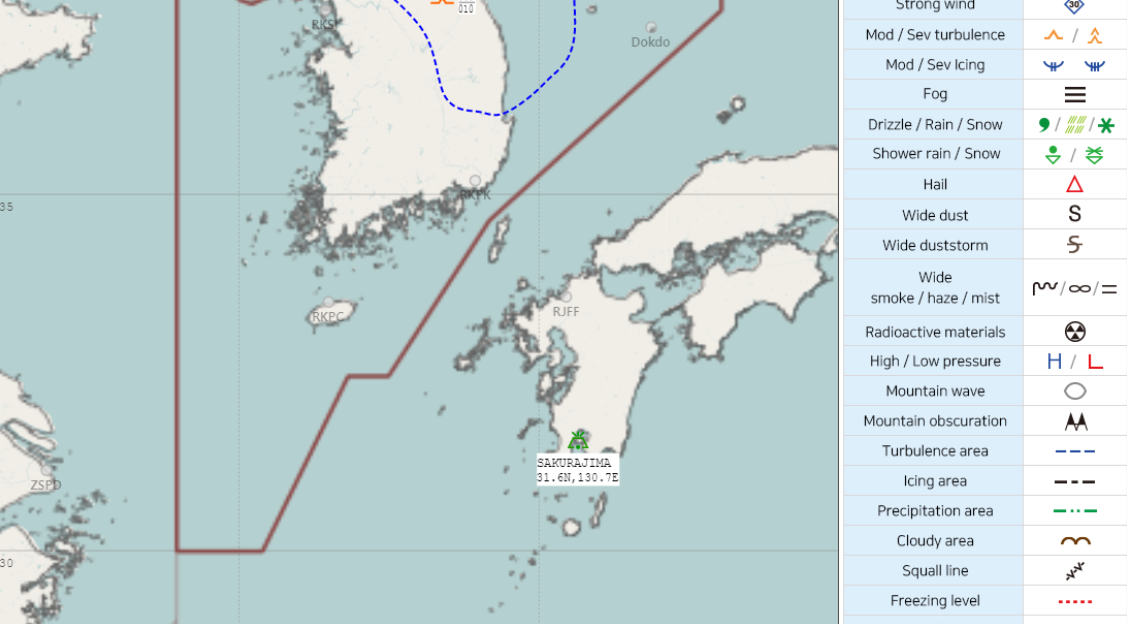 010
RKSI
Dokdo
RKPK
35
RKPC
RJFF
SAKURAJIMA
31.6N,130.7E
ZSPD
30
Strong wind
30
Mod / Sev turbulence
/
Mod / Sev Icing
Fog
Drizzle / Rain / Snow
/ /
Shower rain / Snow
/
Hail
Wide dust
S
Wide duststorm
S
Wide
smoke / haze / mist
/∞/=
Radioactive materials
High / Low pressure
H / L
Mountain wave
Mountain obscuration
Turbulence area
Icing area
Precipitation area
Cloudy area
Squall line
Freezing level